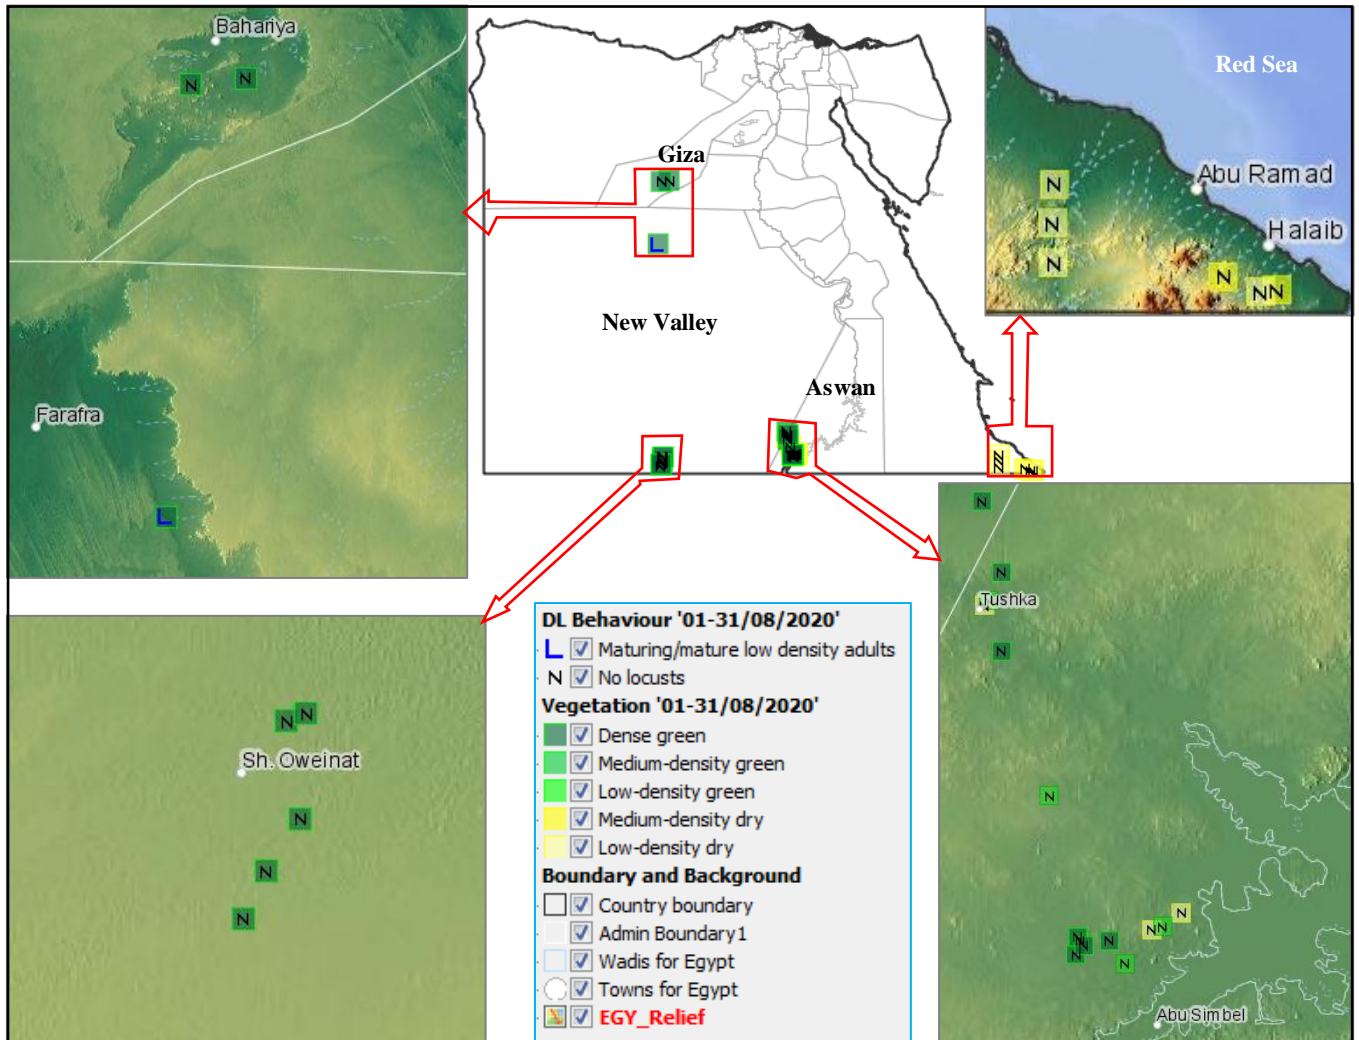 Bahariya
N
N
Farafra
L
Giza
NN
L
New Valley
Aswan
Red Sea
Abu Ramad
Halaib
N
N
N
N
N
N
Sh. Oweinat
N
N
N
N
N
DL Behaviour '01-31/08/2020'
L Maturing/mature low density adults
N No locusts
Vegetation '01-31/08/2020'
Dense green
Medium-density green
Low-density green
Medium-density dry
Low-density dry
Boundary and Background
Country boundary
Admin Boundary1
Wadis for Egypt
Towns for Egypt
EGY_Relief
N
N
Tushka
N
N
N
N
N
N
N
Abu Simbel